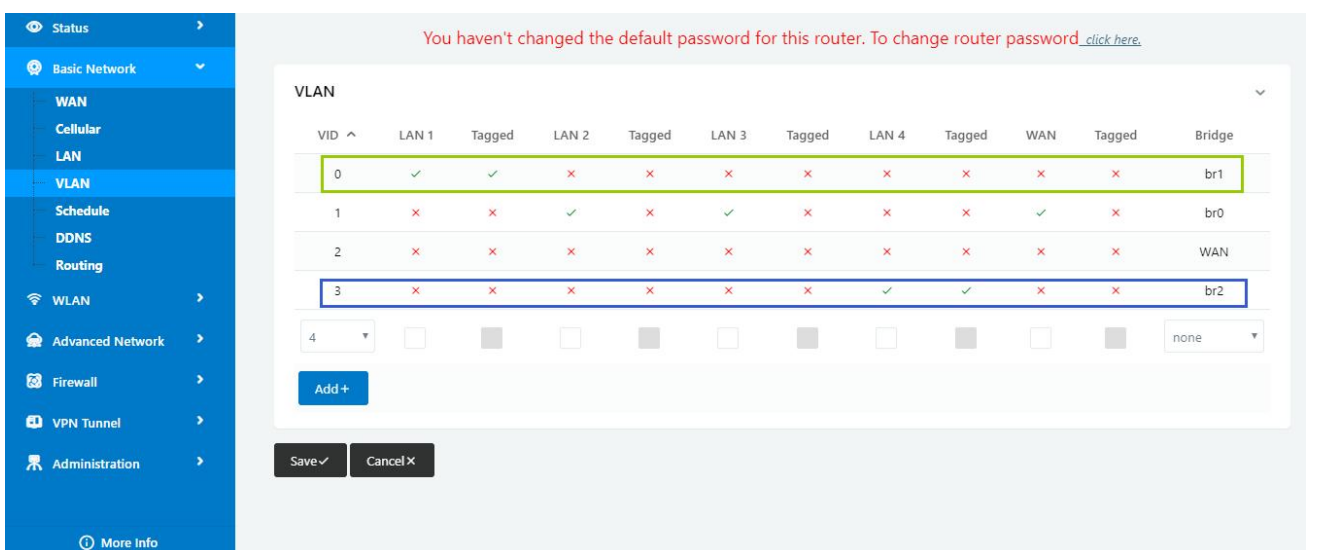 Status
You haven't changed the default password for this router. To change router password click here.
Basic Network
WAN
Cellular
LAN
VLAN
Schedule
DDNS
Routing
WLAN
Advanced Network
Firewall
VPN Tunnel
Administration
More Info
VLAN
VID LAN 1 Tagged LAN 2 Tagged LAN 3 Tagged LAN 4 Tagged WAN Tagged Bridge
0 ✓ ✓ × × × × × × × × br1
1 × × ✓ × ✓ × × × ✓ × br0
2 × × × × × × × × × × WAN
3 × × × × × × ✓ ✓ × × br2
4 none
Add+
Save✓ Cancel×